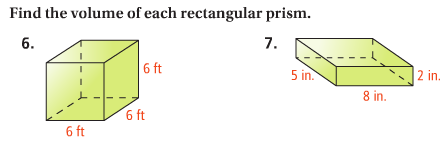 Find the volume of each rectangular prism.
6.
6 ft
6 ft
6 ft
7.
5 in.
2 in.
8 in.